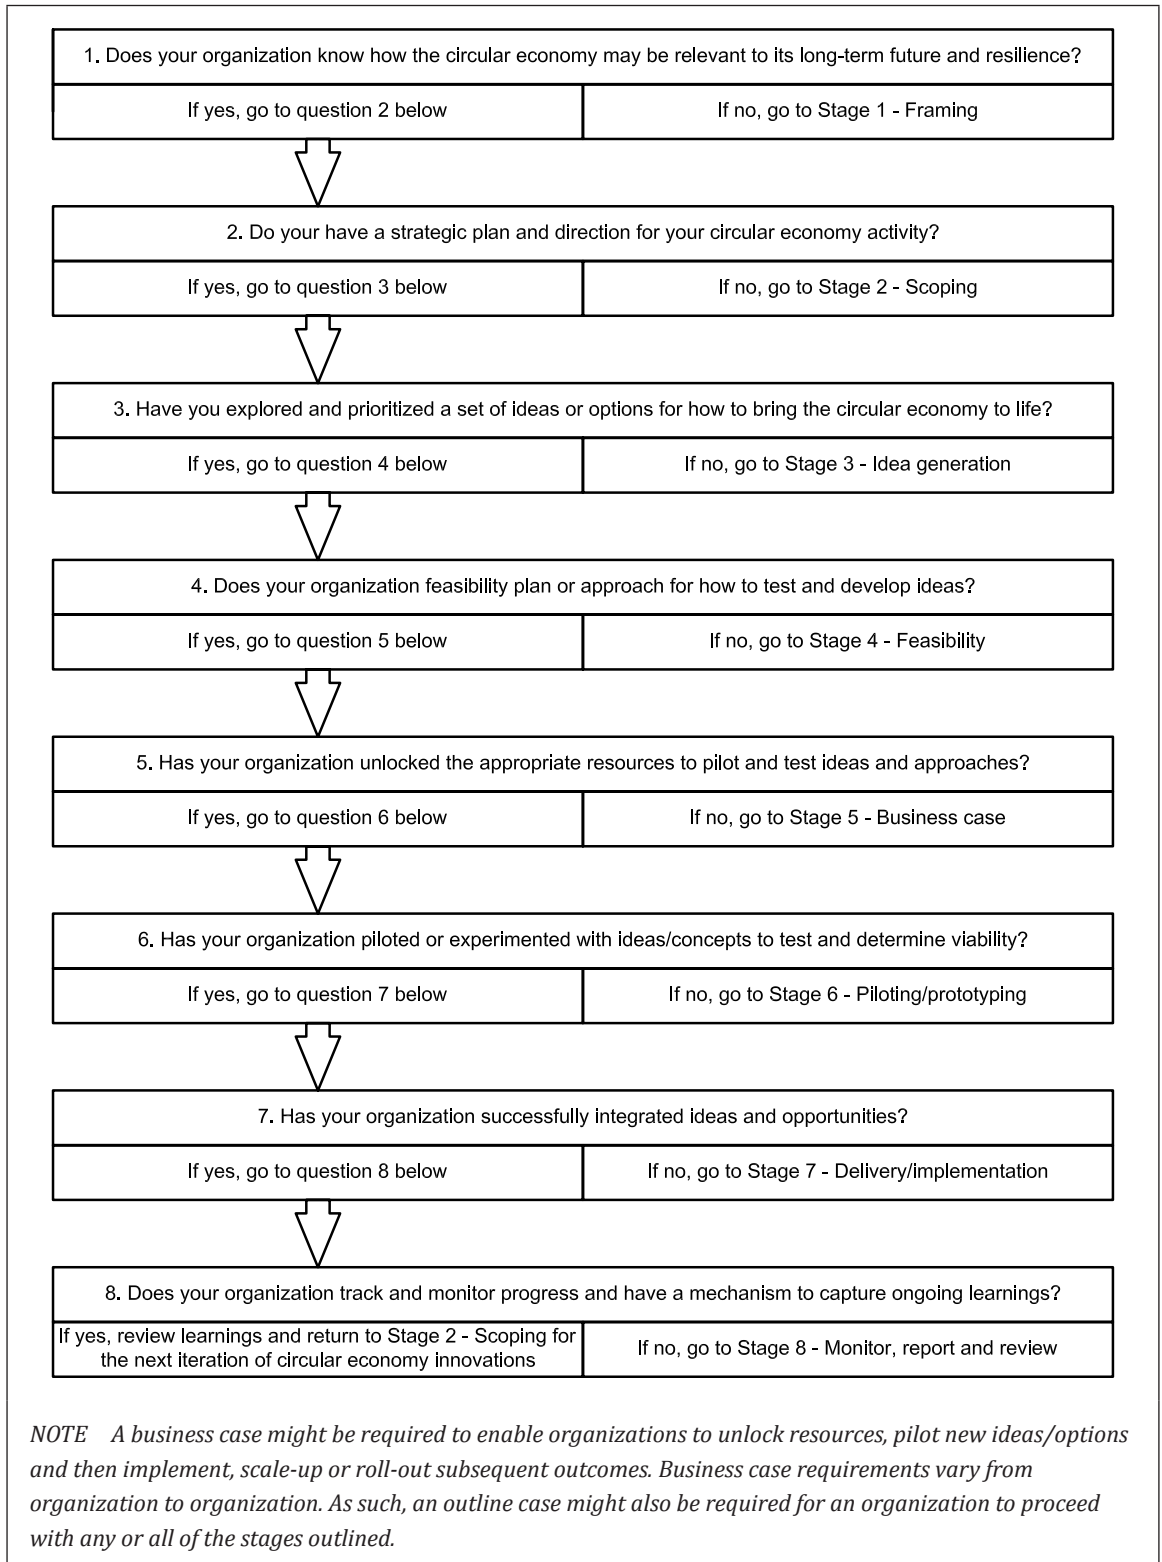 1. Does your organization know how the circular economy may be relevant to its long-term future and resilience?
If yes, go to question 2 below
If no, go to Stage 1 - Framing
2. Do your have a strategic plan and direction for your circular economy activity?
If yes, go to question 3 below
If no, go to Stage 2 - Scoping
3. Have you explored and prioritized a set of ideas or options for how to bring the circular economy to life?
If yes, go to question 4 below
If no, go to Stage 3 - Idea generation
4. Does your organization feasibility plan or approach for how to test and develop ideas?
If yes, go to question 5 below
If no, go to Stage 4 - Feasibility
5. Has your organization unlocked the appropriate resources to pilot and test ideas and approaches?
If yes, go to question 6 below
If no, go to Stage 5 - Business case
6. Has your organization piloted or experimented with ideas/concepts to test and determine viability?
If yes, go to question 7 below
If no, go to Stage 6 - Piloting/prototyping
7. Has your organization successfully integrated ideas and opportunities?
If yes, go to question 8 below
If no, go to Stage 7 - Delivery/implementation
8. Does your organization track and monitor progress and have a mechanism to capture ongoing learnings?
If yes, review learnings and return to Stage 2 - Scoping for
the next iteration of circular economy innovations
If no, go to Stage 8 - Monitor, report and review
NOTE A business case might be required to enable organizations to unlock resources, pilot new ideas/options
and then implement, scale-up or roll-out subsequent outcomes. Business case requirements vary from
organization to organization. As such, an outline case might also be required for an organization to proceed
with any or all of the stages outlined.